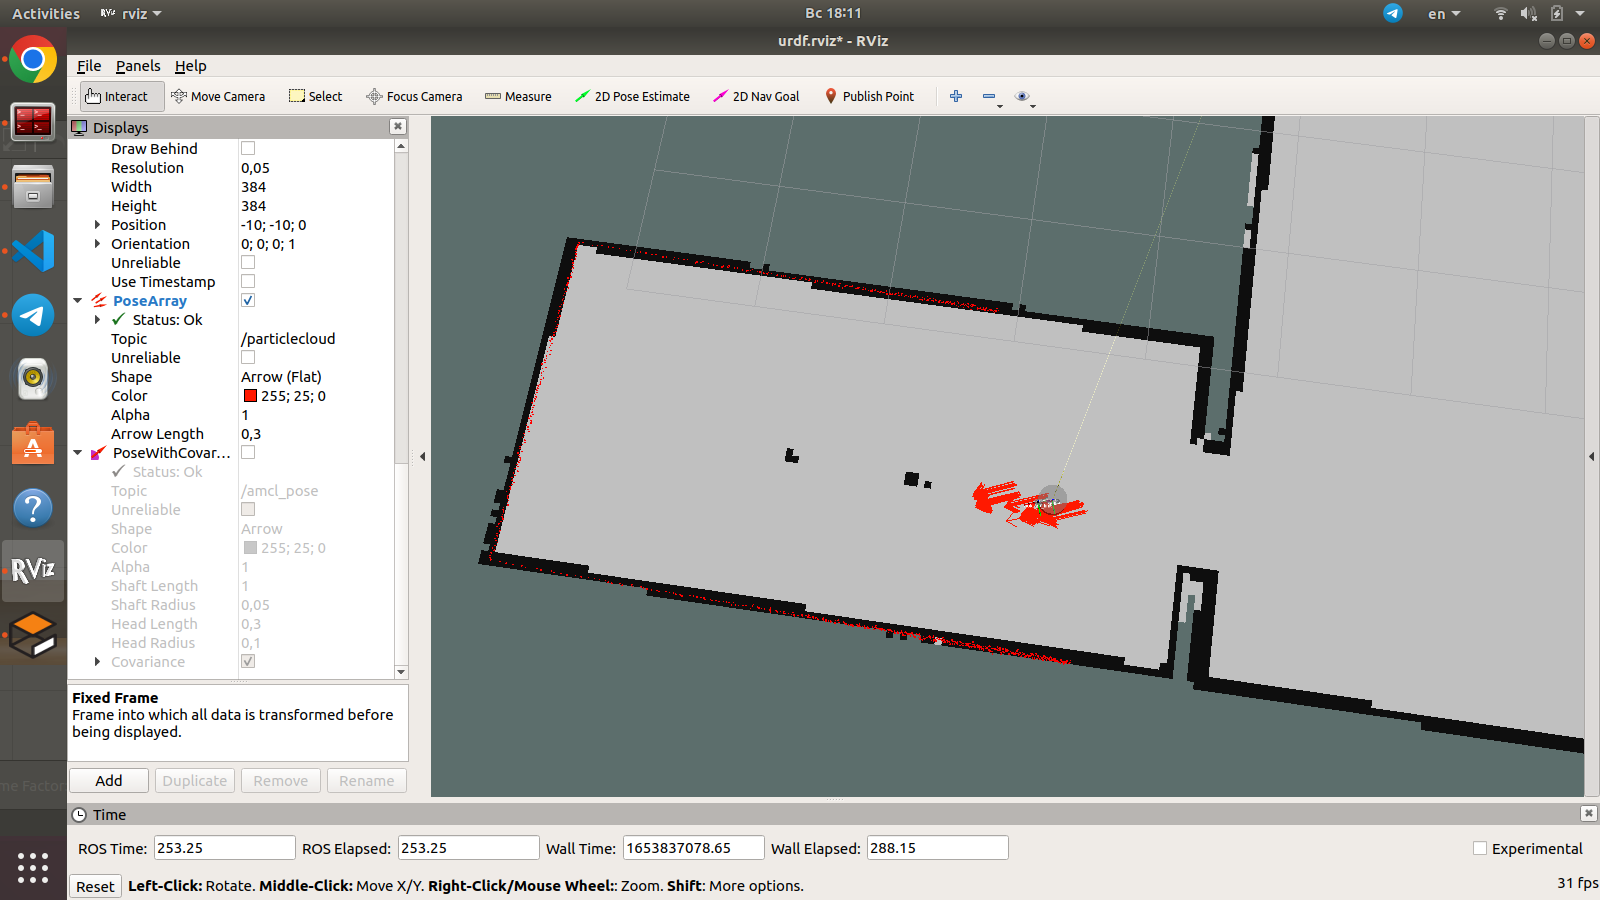 Activities rviz Вс 18:11 en
urdf.rviz* - RViz
File Panels Help
Interact Move Camera Select Focus Camera Measure 2D Pose Estimate 2D Nav Goal Publish Point
Displays
Draw Behind
Resolution 0,05
Width 384
Height 384
Position -10; -10; 0
Orientation 0; 0; 0; 1
Unreliable
Use Timestamp
PoseArray
Status: Ok
Topic /particlecloud
Unreliable
Shape Arrow (Flat)
Color 255; 25; 0
Alpha 1
Arrow Length 0,3
PoseWithCovar...
Status: Ok
Topic /amcl_pose
Unreliable
Shape Arrow
Color 255; 25; 0
Alpha 1
Shaft Length 1
Shaft Radius 0,05
Head Length 0,3
Head Radius 0,1
Covariance
Fixed Frame
Frame into which all data is transformed before
being displayed.
Add Duplicate Remove Rename
Time
ROS Time: 253.25 ROS Elapsed: 253.25 Wall Time: 1653837078.65 Wall Elapsed: 288.15 Experimental
Reset Left-Click: Rotate. Middle-Click: Move X/Y. Right-Click/Mouse Wheel:: Zoom. Shift: More options. 31 fps
RViz
me Factor